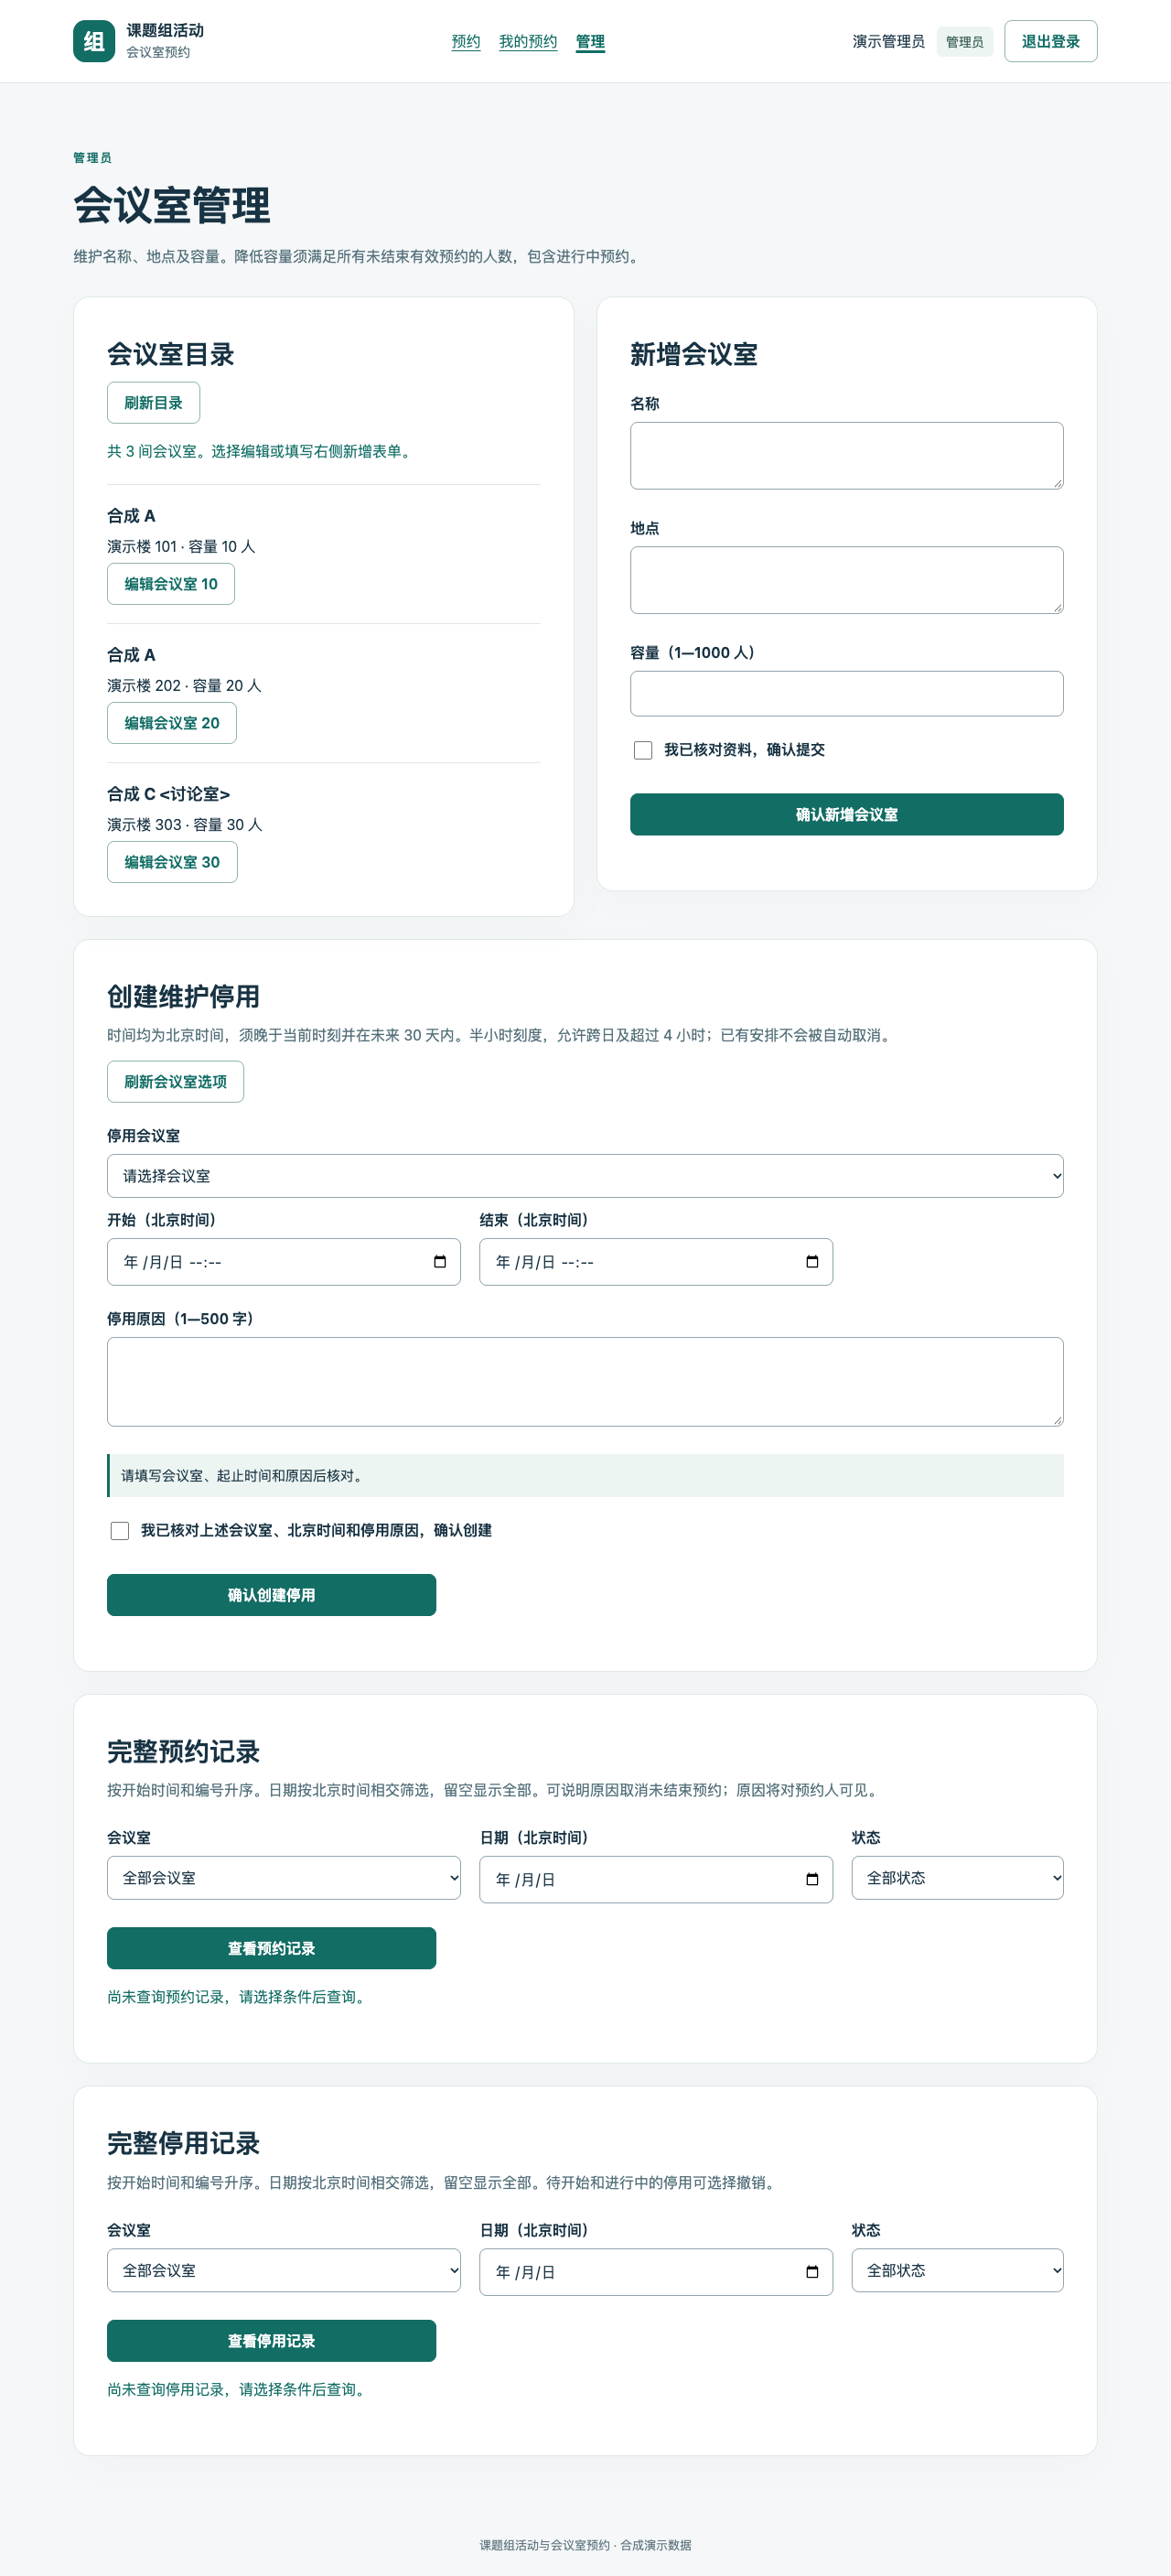 组
课题组活动
会议室预约
预约 我的预约 管理
演示管理员 管理员 退出登录
管理员
会议室管理
维护名称、地点及容量。降低容量须满足所有未结束有效预约的人数，包含进行中预约。
会议室目录
刷新目录
共 3 间会议室。选择编辑或填写右侧新增表单。
合成 A
演示楼 101 · 容量 10 人
编辑会议室 10
合成 A
演示楼 202 · 容量 20 人
编辑会议室 20
合成 C <讨论室>
演示楼 303 · 容量 30 人
编辑会议室 30
新增会议室
名称
地点
容量（1—1000 人）
我已核对资料，确认提交
确认新增会议室
创建维护停用
时间均为北京时间，须晚于当前时刻并在未来 30 天内。半小时刻度，允许跨日及超过 4 小时；已有安排不会被自动取消。
刷新会议室选项
停用会议室
请选择会议室
开始（北京时间） 结束（北京时间）
年 /月/日 --:-- 年 /月/日 --:--
停用原因（1—500 字）
请填写会议室、起止时间和原因后核对。
我已核对上述会议室、北京时间和停用原因，确认创建
确认创建停用
完整预约记录
按开始时间和编号升序。日期按北京时间相交筛选，留空显示全部。可说明原因取消未结束预约；原因将对预约人可见。
会议室 日期（北京时间） 状态
全部会议室 年 /月/日 全部状态
查看预约记录
尚未查询预约记录，请选择条件后查询。
完整停用记录
按开始时间和编号升序。日期按北京时间相交筛选，留空显示全部。待开始和进行中的停用可选择撤销。
会议室 日期（北京时间） 状态
全部会议室 年 /月/日 全部状态
查看停用记录
尚未查询停用记录，请选择条件后查询。
课题组活动与会议室预约 · 合成演示数据